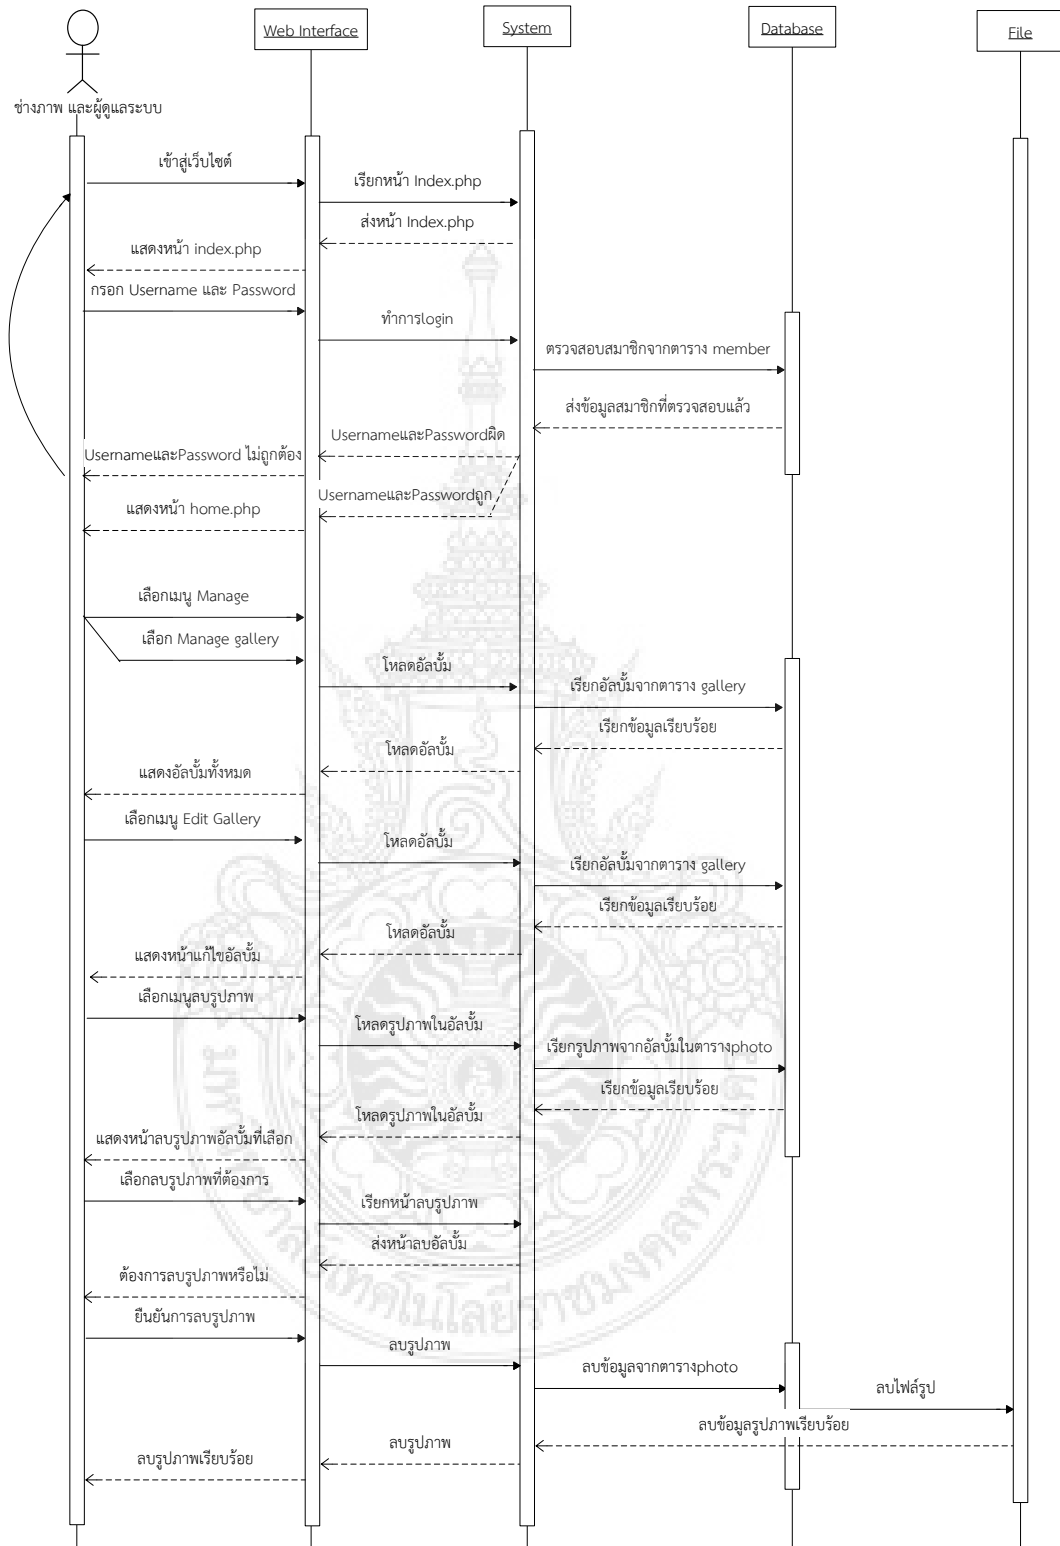 Web Interface
System
Database
File
ช่างภาพ และผู้ดูแลระบบ
เข้าสู่เว็บไซต์
เรียกหน้า Index.php
ส่งหน้า Index.php
แสดงหน้า index.php
กรอก Username และ Password
ทำการlogin
ตรวจสอบสมาชิกจากตาราง member
ส่งข้อมูลสมาชิกที่ตรวจสอบแล้ว
UsernameและPasswordผิด
UsernameและPassword ไม่ถูกต้อง
UsernameและPasswordถูก
แสดงหน้า home.php
เลือกเมนู Manage
เลือก Manage gallery
โหลดอัลบั้ม
เรียกอัลบั้มจากตาราง gallery
เรียกข้อมูลเรียบร้อย
โหลดอัลบั้ม
แสดงอัลบั้มทั้งหมด
เลือกเมนู Edit Gallery
โหลดอัลบั้ม
เรียกอัลบั้มจากตาราง gallery
เรียกข้อมูลเรียบร้อย
โหลดอัลบั้ม
แสดงหน้าแก้ไขอัลบั้ม
เลือกเมนูลบรูปภาพ
โหลดรูปภาพในอัลบั้ม
เรียกรูปภาพจากอัลบั้มในตารางphoto
เรียกข้อมูลเรียบร้อย
โหลดรูปภาพในอัลบั้ม
แสดงหน้าลบรูปภาพอัลบั้มที่เลือก
เลือกลบรูปภาพที่ต้องการ
เรียกหน้าลบรูปภาพ
ส่งหน้าลบอัลบั้ม
ต้องการลบรูปภาพหรือไม่
ยืนยันการลบรูปภาพ
ลบรูปภาพ
ลบข้อมูลจากตารางphoto
ลบไฟล์รูป
ลบข้อมูลรูปภาพเรียบร้อย
ลบรูปภาพ
ลบรูปภาพเรียบร้อย